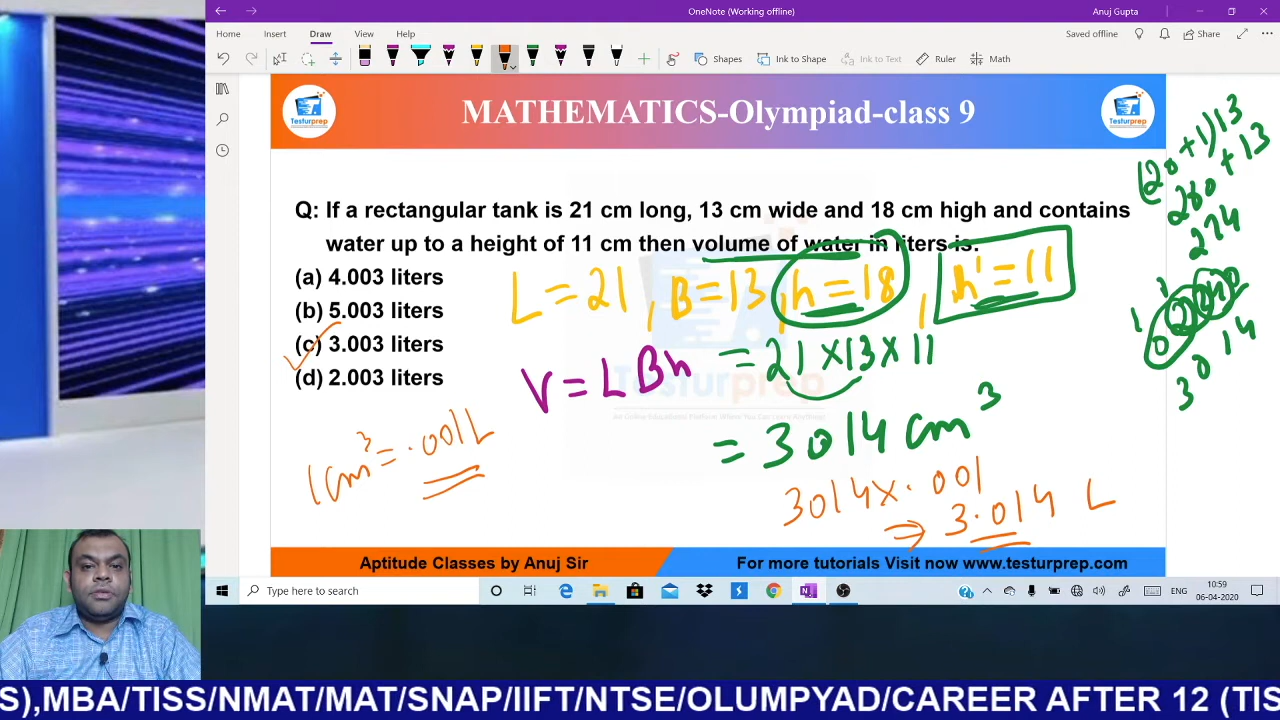 OneNote (Working offline)
Anuj Gupta
Home Insert Draw View Help
Saved offline
Share
Shapes
Ink to Shape
Ink to Text
Ruler
Math
Testurprep
MATHEMATICS-Olympiad-class 9
Testurprep
Q: If a rectangular tank is 21 cm long, 13 cm wide and 18 cm high and contains
water up to a height of 11 cm then volume of water in liters is:
(a) 4.003 liters
(b) 5.003 liters
(c) 3.003 liters
(d) 2.003 liters
L = 21, B = 13, h = 18, h' = 11
V = LBh = 21 × 13 × 11
= 3014 cm³
1cm³ = .001L
3014 × .001
⇒ 3.014 L
(20+1)13
260 + 13
274
3014
Testurprep
Aptitude Classes by Anuj Sir
For more tutorials Visit now www.testurprep.com
Type here to search
ENG
10:59
06-04-2020
S),MBA/TISS/NMAT/MAT/SNAP/IIFT/NTSE/OLUMPYAD/CAREER AFTER 12 (TIS